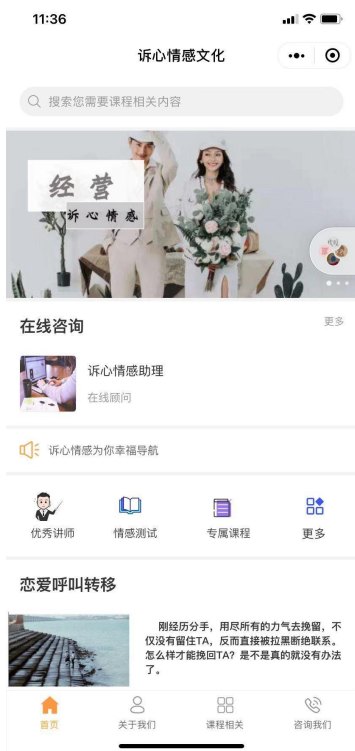 11:36
诉心情感文化
搜索您需要课程相关内容
经营
诉心情感
在线咨询
更多
诉心情感助理
在线顾问
诉心情感为你幸福导航
优秀讲师
情感测试
专属课程
更多
恋爱呼叫转移
刚经历分手，用尽所有的力气去挽留，不
仅没有留住TA，反而直接被拉黑断绝联系。
怎么样才能挽回TA？是不是真的就没有办法
了。
首页
关于我们
课程相关
咨询我们